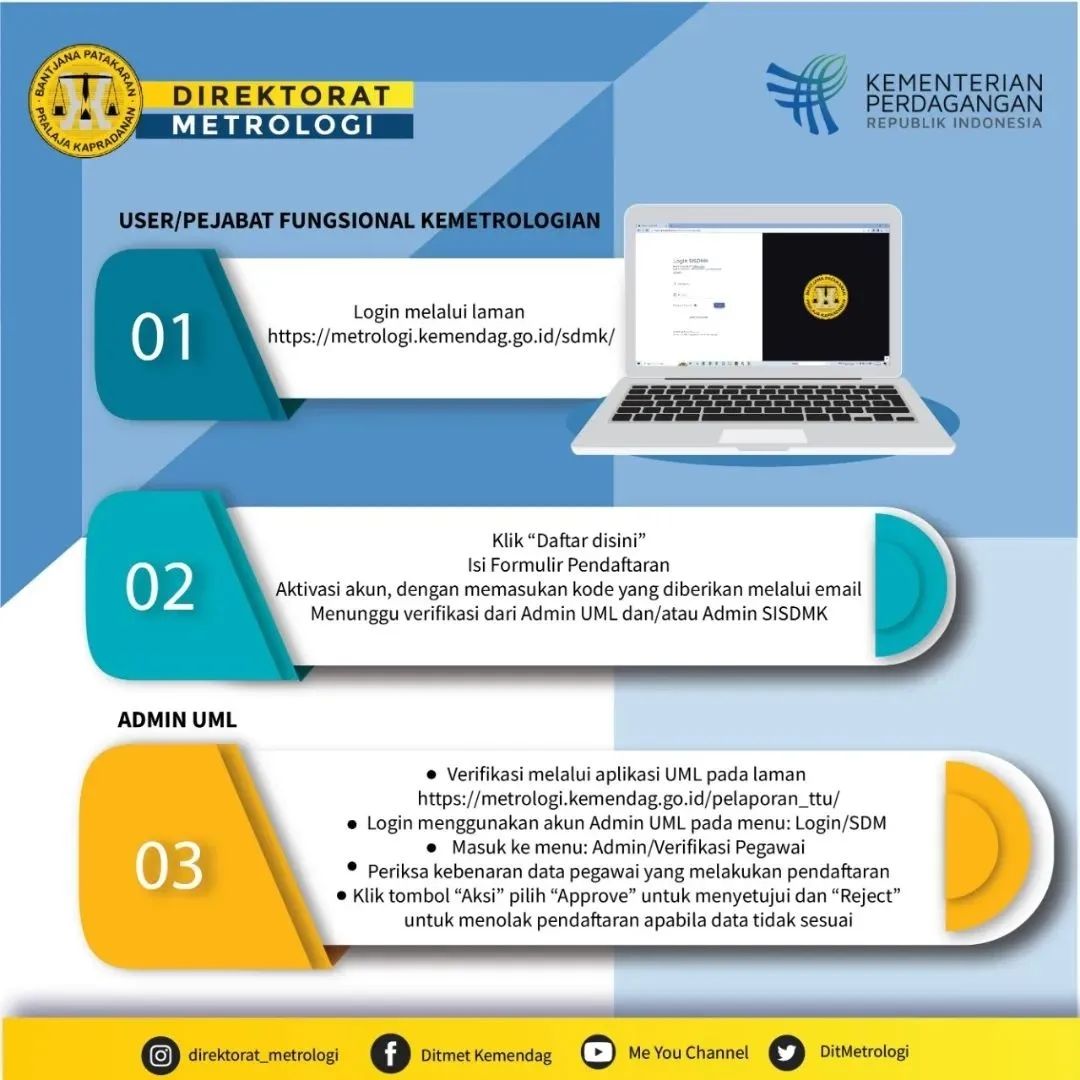 BANTJANA PATAKARAN
PRALAJA KAPRADANAN
DIREKTORAT
METROLOGI
KEMENTERIAN
PERDAGANGAN
REPUBLIK INDONESIA
USER/PEJABAT FUNGSIONAL KEMETROLOGIAN
01
Login melalui laman
https://metrologi.kemendag.go.id/sdmk/
Login SISDMK
02
Klik “Daftar disini”
Isi Formulir Pendaftaran
Aktivasi akun, dengan memasukan kode yang diberikan melalui email
Menunggu verifikasi dari Admin UML dan/atau Admin SISDMK
ADMIN UML
03
• Verifikasi melalui aplikasi UML pada laman
https://metrologi.kemendag.go.id/pelaporan_ttu/
• Login menggunakan akun Admin UML pada menu: Login/SDM
• Masuk ke menu: Admin/Verifikasi Pegawai
• Periksa kebenaran data pegawai yang melakukan pendaftaran
• Klik tombol “Aksi” pilih “Approve” untuk menyetujui dan “Reject”
untuk menolak pendaftaran apabila data tidak sesuai
direktorat_metrologi
Ditmet Kemendag
Me You Channel
DitMetrologi